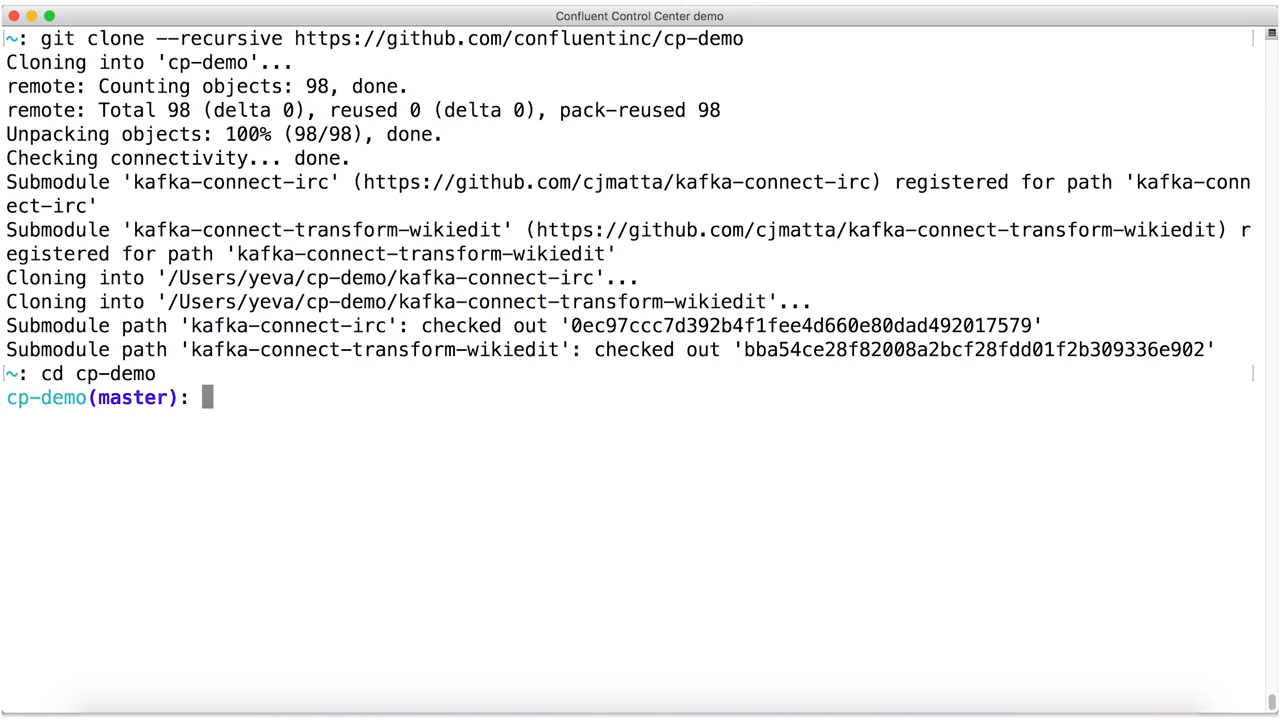 Confluent Control Center demo
~: git clone --recursive https://github.com/confluentinc/cp-demo
Cloning into 'cp-demo'...
remote: Counting objects: 98, done.
remote: Total 98 (delta 0), reused 0 (delta 0), pack-reused 98
Unpacking objects: 100% (98/98), done.
Checking connectivity... done.
Submodule 'kafka-connect-irc' (https://github.com/cjmatta/kafka-connect-irc) registered for path 'kafka-conn
ect-irc'
Submodule 'kafka-connect-transform-wikiedit' (https://github.com/cjmatta/kafka-connect-transform-wikiedit) r
egistered for path 'kafka-connect-transform-wikiedit'
Cloning into '/Users/yeva/cp-demo/kafka-connect-irc'...
Cloning into '/Users/yeva/cp-demo/kafka-connect-transform-wikiedit'...
Submodule path 'kafka-connect-irc': checked out '0ec97ccc7d392b4f1fee4d660e80dad492017579'
Submodule path 'kafka-connect-transform-wikiedit': checked out 'bba54ce28f82008a2bcf28fdd01f2b309336e902'
~: cd cp-demo
cp-demo(master):